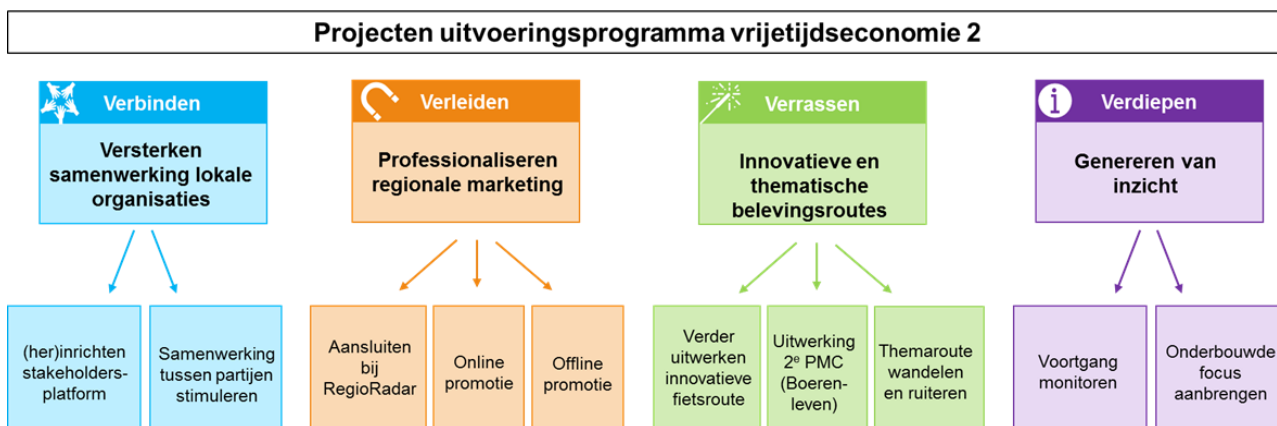 Projecten uitvoeringsprogramma vrijetijdseconomie 2
Verbinden
Versterken
samenwerking lokale
organisaties
(her)inrichten
stakeholders-
platform
Samenwerking
tussen partijen
stimuleren
Verleiden
Professionaliseren
regionale marketing
Aansluiten
bij
RegioRadar
Online
promotie
Offline
promotie
Verrassen
Innovatieve en
thematische
belevingsroutes
Verder
uitwerken
innovatieve
fietsroute
Uitwerking
2e PMC
(Boeren-
leven)
Themaroute
wandelen
en ruiteren
Verdiepen
Genereren van
inzicht
Voortgang
monitoren
Onderbouwde
focus
aanbrengen